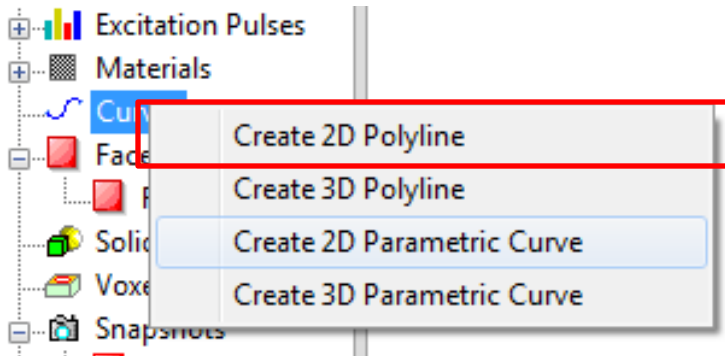 Excitation Pulses
Materials
Create 2D Polyline
Create 3D Polyline
Create 2D Parametric Curve
Create 3D Parametric Curve
Snapshots